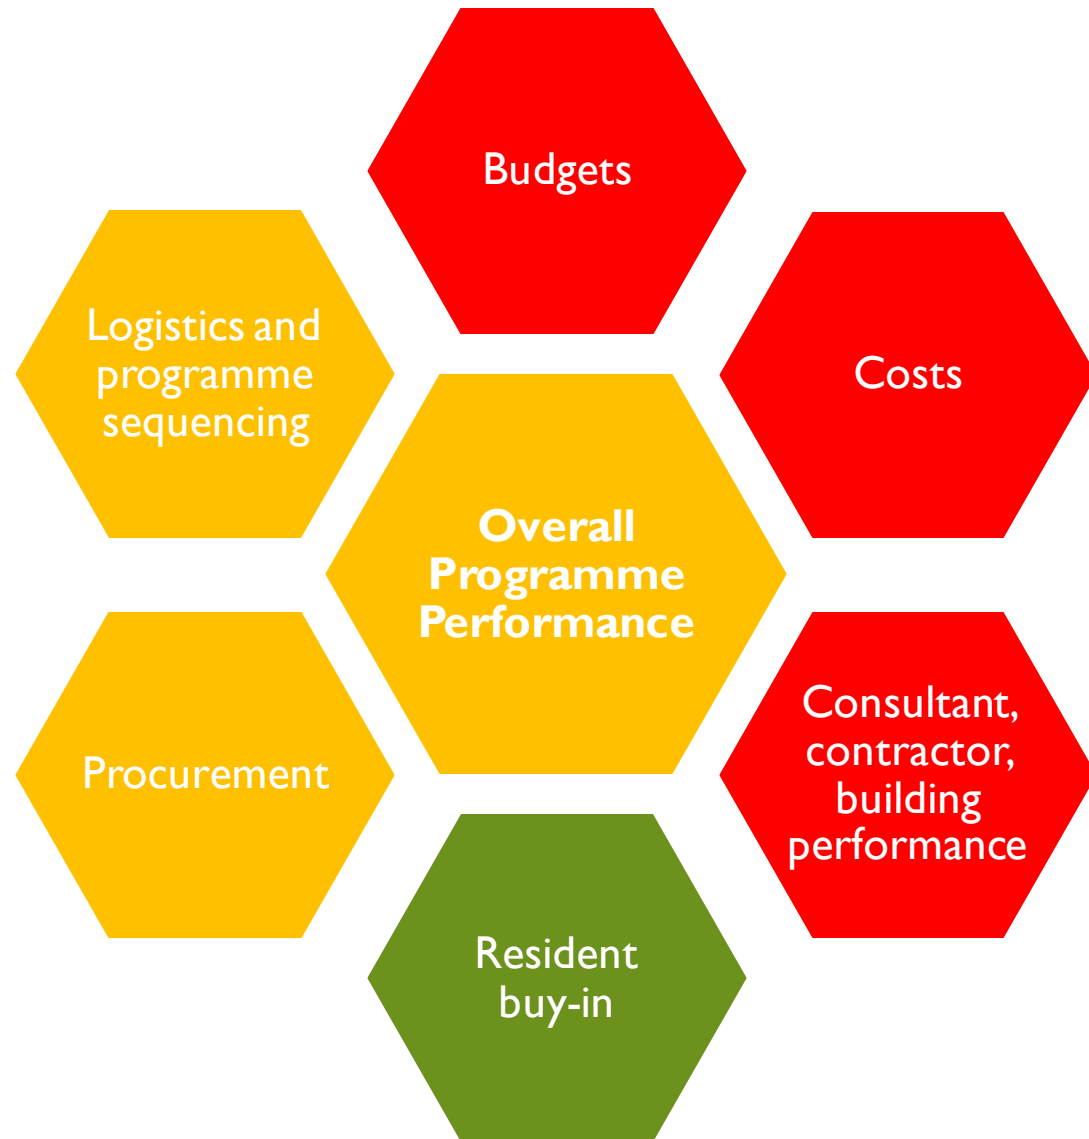 Budgets
Logistics and
programme
sequencing
Costs
Overall
Programme
Performance
Procurement
Consultant,
contractor,
building
performance
Resident
buy-in